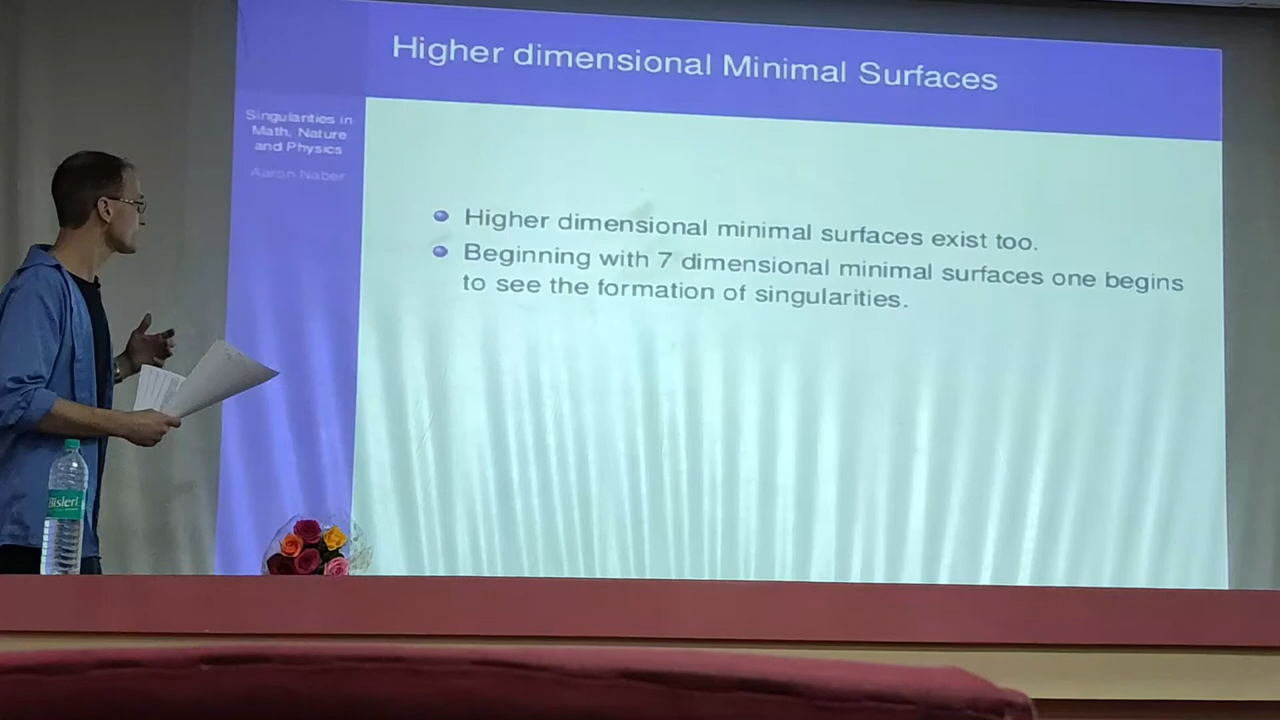 Higher dimensional Minimal Surfaces
Singularities in
Math, Nature
and Physics
Aaron Naber
Higher dimensional minimal surfaces exist too.
Beginning with 7 dimensional minimal surfaces one begins
to see the formation of singularities.
Bisleri